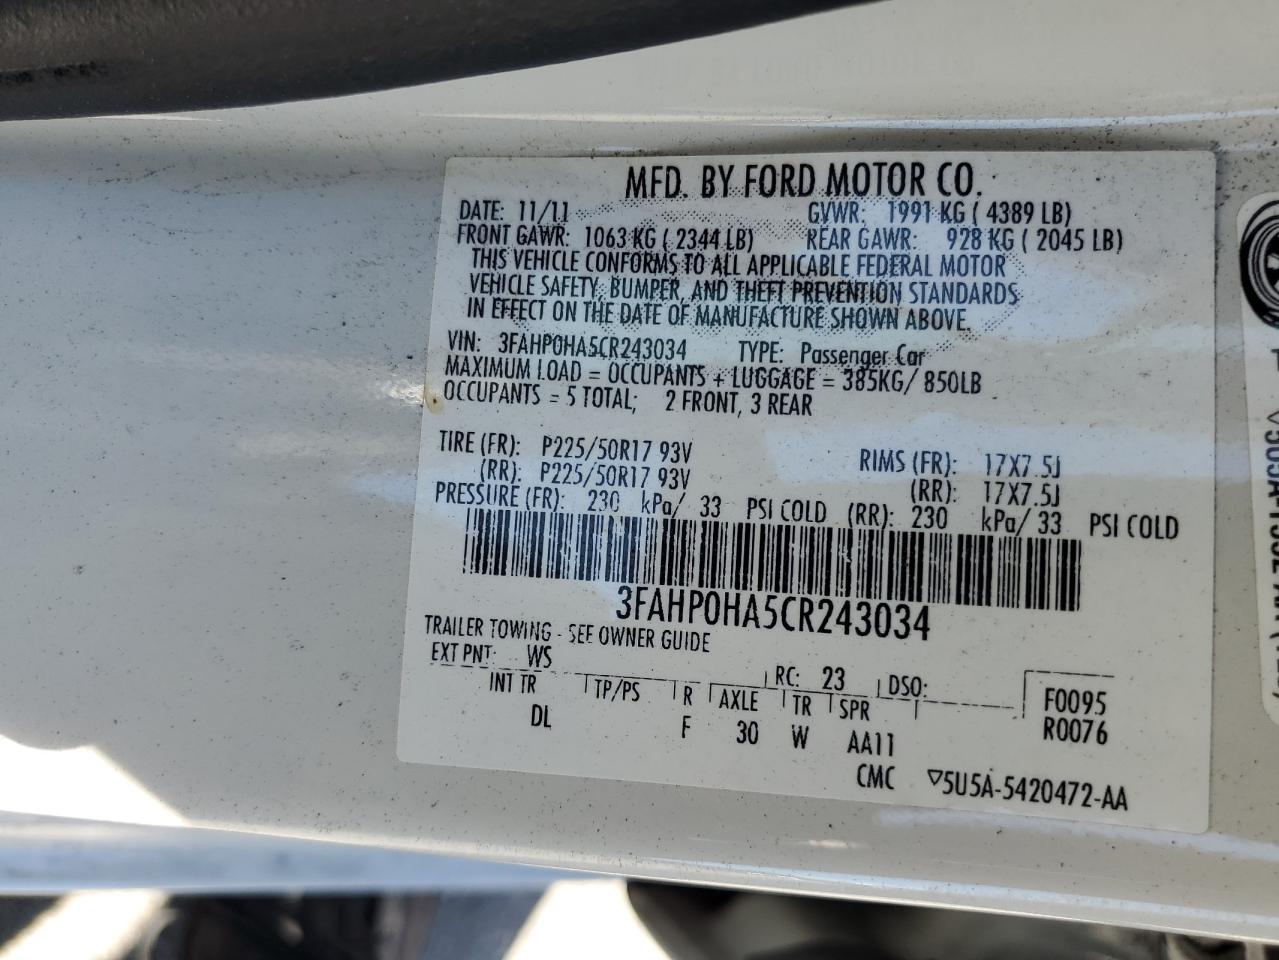 MFD. BY FORD MOTOR CO.
DATE: 11/11 GVWR: 1991 KG ( 4389 LB)
FRONT GAWR: 1063 KG ( 2344 LB) REAR GAWR: 928 KG ( 2045 LB)
THIS VEHICLE CONFORMS TO ALL APPLICABLE FEDERAL MOTOR
VEHICLE SAFETY, BUMPER, AND THEFT PREVENTION STANDARDS
IN EFFECT ON THE DATE OF MANUFACTURE SHOWN ABOVE.
VIN: 3FAHP0HA5CR243034 TYPE: Passenger Car
MAXIMUM LOAD = OCCUPANTS + LUGGAGE = 385KG/ 850LB
OCCUPANTS = 5 TOTAL; 2 FRONT, 3 REAR
TIRE (FR): P225/50R17 93V RIMS (FR): 17X7.5J
(RR): P225/50R17 93V (RR): 17X7.5J
PRESSURE (FR): 230 kPa/ 33 PSI COLD (RR): 230 kPa/ 33 PSI COLD
3FAHP0HA5CR243034
TRAILER TOWING - SEE OWNER GUIDE
EXT PNT: WS RC: 23 DSO:
INT TR TP/PS R AXLE TR SPR F0095
DL F 30 W AA11 R0076
CMC ▽5U5A-5420472-AA